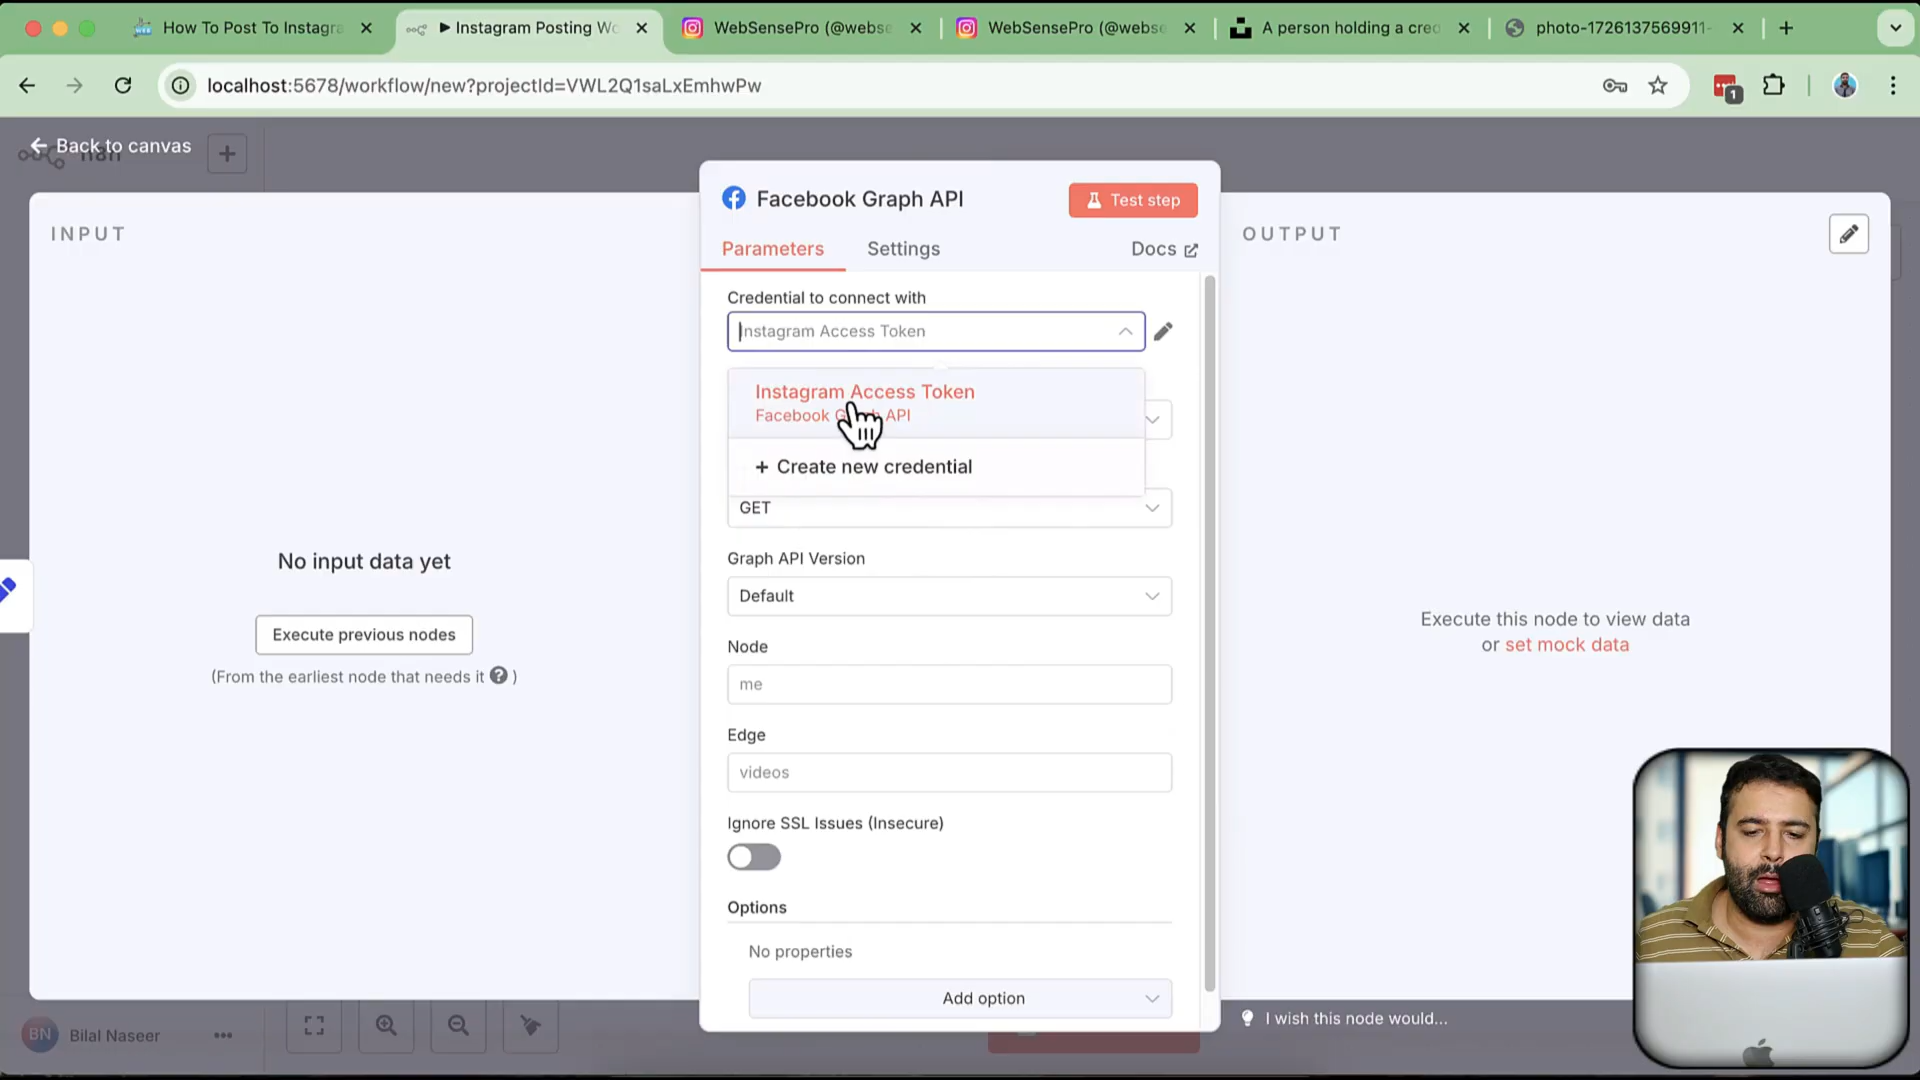 How To Post To Instagra
Instagram Posting Wo
WebSensePro (@webse
WebSensePro (@webse
A person holding a cred
photo-1726137569911-
localhost:5678/workflow/new?projectId=VWL2Q1saLxEmhwPw
1
Back to canvas
n8n
INPUT
No input data yet
Execute previous nodes
(From the earliest node that needs it ? )
Facebook Graph API
Test step
Parameters
Settings
Docs
Credential to connect with
Instagram Access Token
Instagram Access Token
Facebook Graph API
+ Create new credential
GET
Graph API Version
Default
Node
me
Edge
videos
Ignore SSL Issues (Insecure)
Options
No properties
Add option
OUTPUT
Execute this node to view data
or set mock data
I wish this node would...
BN
Bilal Naseer